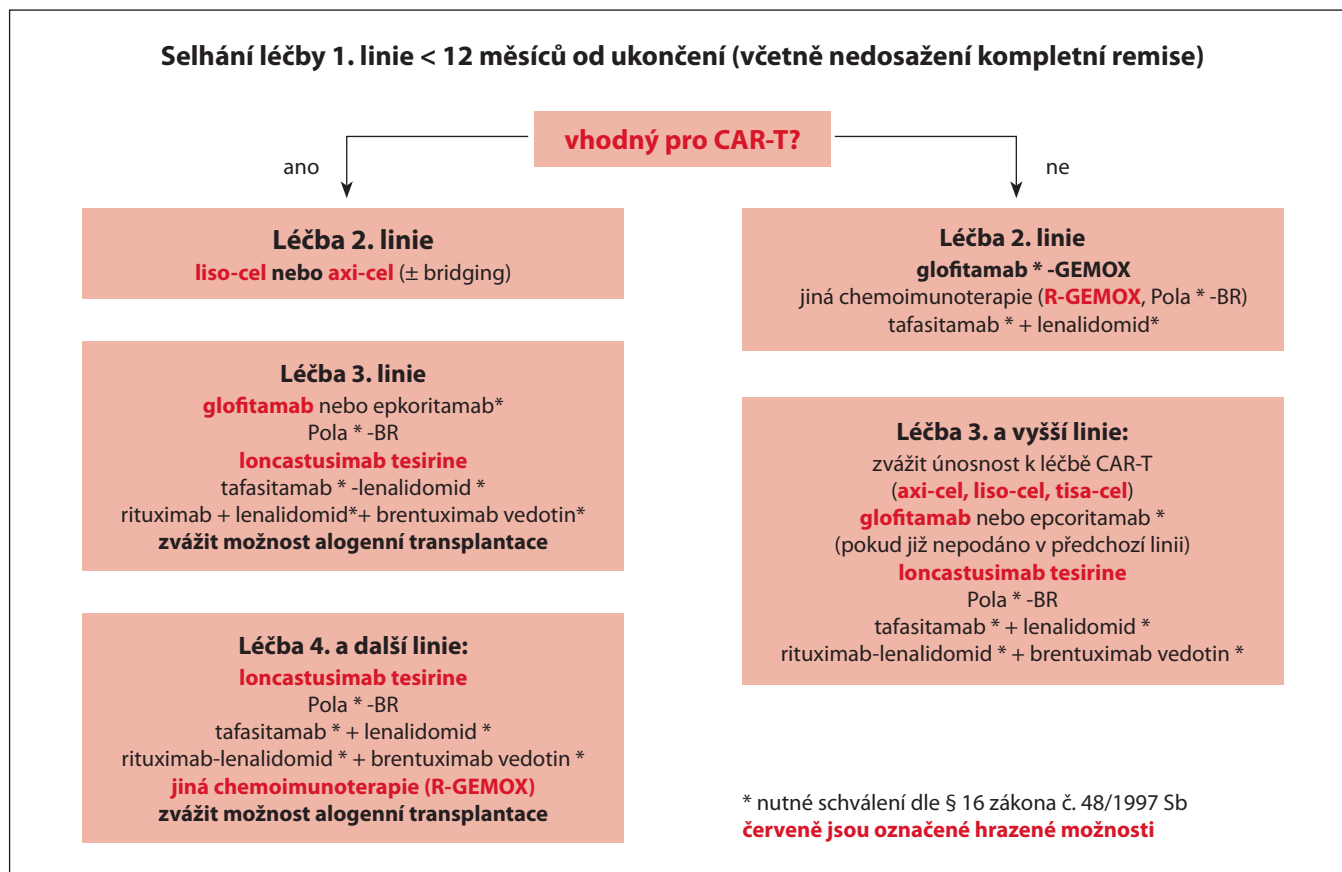 Selhání léčby 1. linie < 12 měsíců od ukončení (včetně nedosažení kompletní remise)
vhodný pro CAR-T?
ano
ne
Léčba 2. linie
liso-cel nebo axi-cel (± bridging)
Léčba 3. linie
glofitamab nebo epkoritamab*
Pola * -BR
loncastusimab tesirine
tafasitamab * -lenalidomid *
rituximab + lenalidomid*+ brentuximab vedotin*
zvážit možnost alogenní transplantace
Léčba 4. a další linie:
loncastusimab tesirine
Pola * -BR
tafasitamab * + lenalidomid *
rituximab-lenalidomid * + brentuximab vedotin *
jiná chemoimunoterapie (R-GEMOX)
zvážit možnost alogenní transplantace
Léčba 2. linie
glofitamab * -GEMOX
jiná chemoimunoterapie (R-GEMOX, Pola * -BR)
tafasitamab * + lenalidomid*
Léčba 3. a vyšší linie:
zvážit únosnost k léčbě CAR-T
(axi-cel, liso-cel, tisa-cel)
glofitamab nebo epcoritamab *
(pokud již nepodáno v předchozí linii)
loncastusimab tesirine
Pola * -BR
tafasitamab * + lenalidomid *
rituximab-lenalidomid * + brentuximab vedotin *
* nutné schválení dle § 16 zákona č. 48/1997 Sb
červeně jsou označené hrazené možnosti